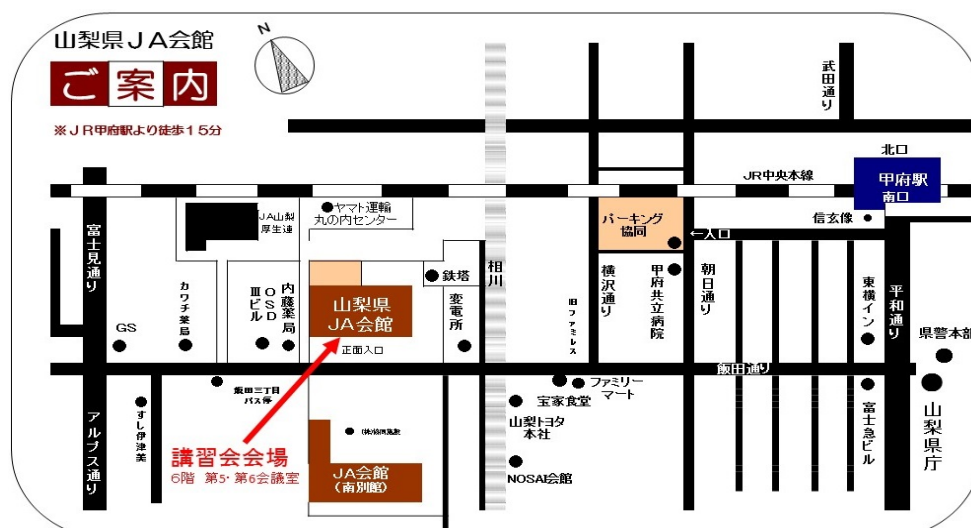 山梨県JA会館
ご案内
※JR甲府駅より徒歩15分
N
武田通り
北口
甲府駅
南口
JR中央本線
信玄像
富士見通り
JA山梨
厚生連
ヤマト運輸
丸の内センター
パーキング
協同
←入口
相川
鉄塔
変電所
横沢通り
甲府共立病院
朝日通り
東横イン
平和通り
県警本部
山梨県庁
GS
カワチ薬局
OSD
Ⅲビル
内藤薬局
山梨県
JA会館
正面入口
旧ファミレス
飯田通り
ファミリー
マート
宝家食堂
山梨トヨタ
本社
NOSAI会館
富士急ビル
アルプス通り
すし伊津美
飯田三丁目
バス停
講習会会場
6階 第5・第6会議室
JA会館
(南別館)